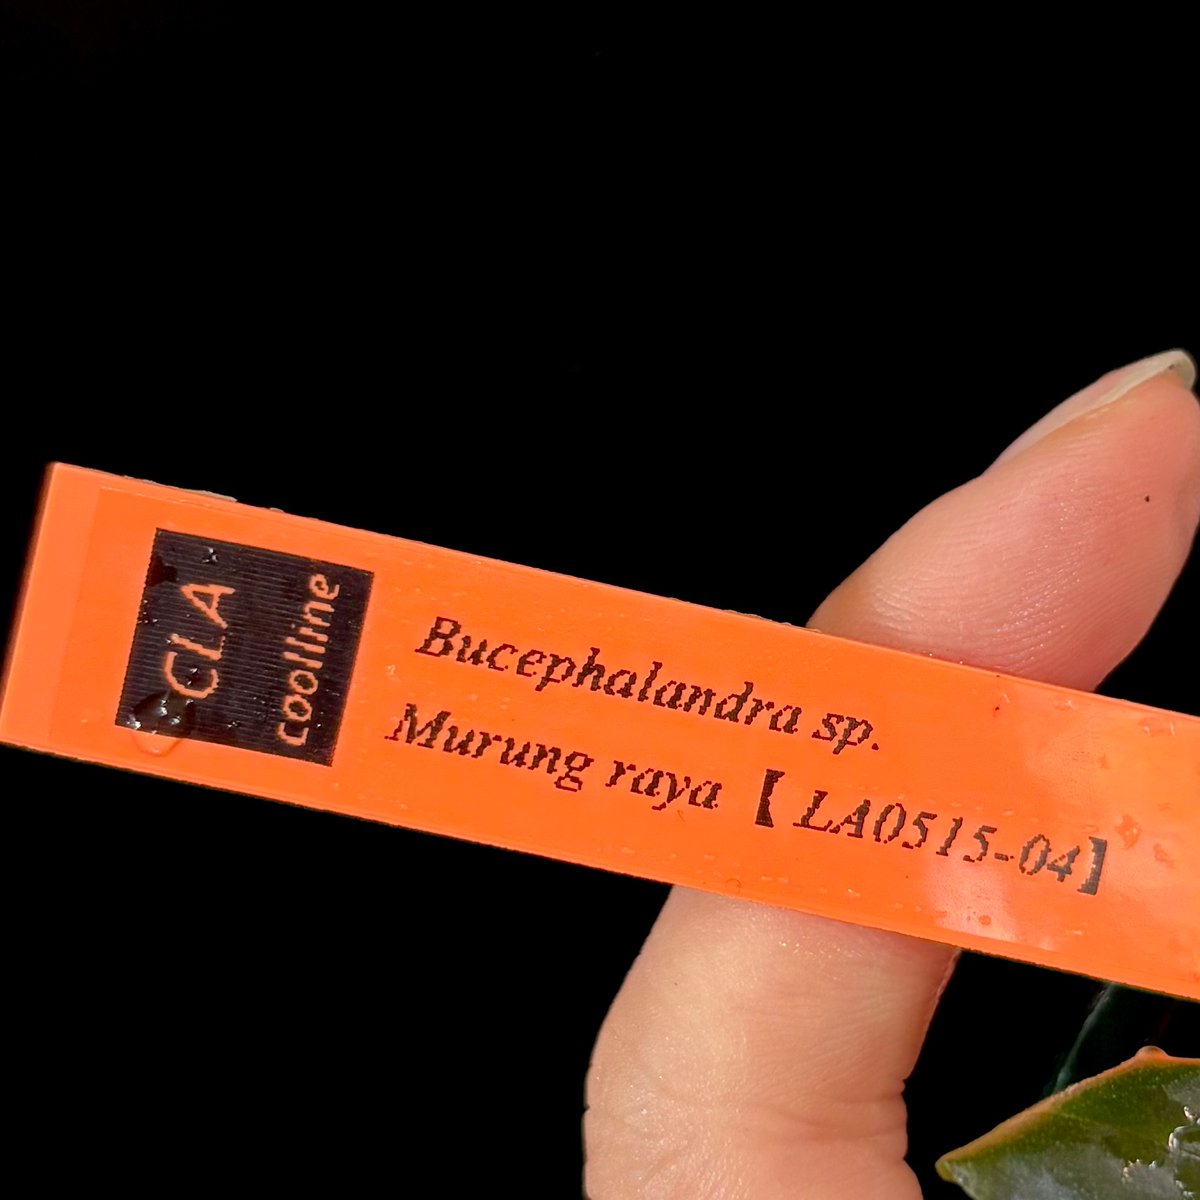 CLA
coolline
Bucephalandra sp.
Murung raya【LA0515-04】